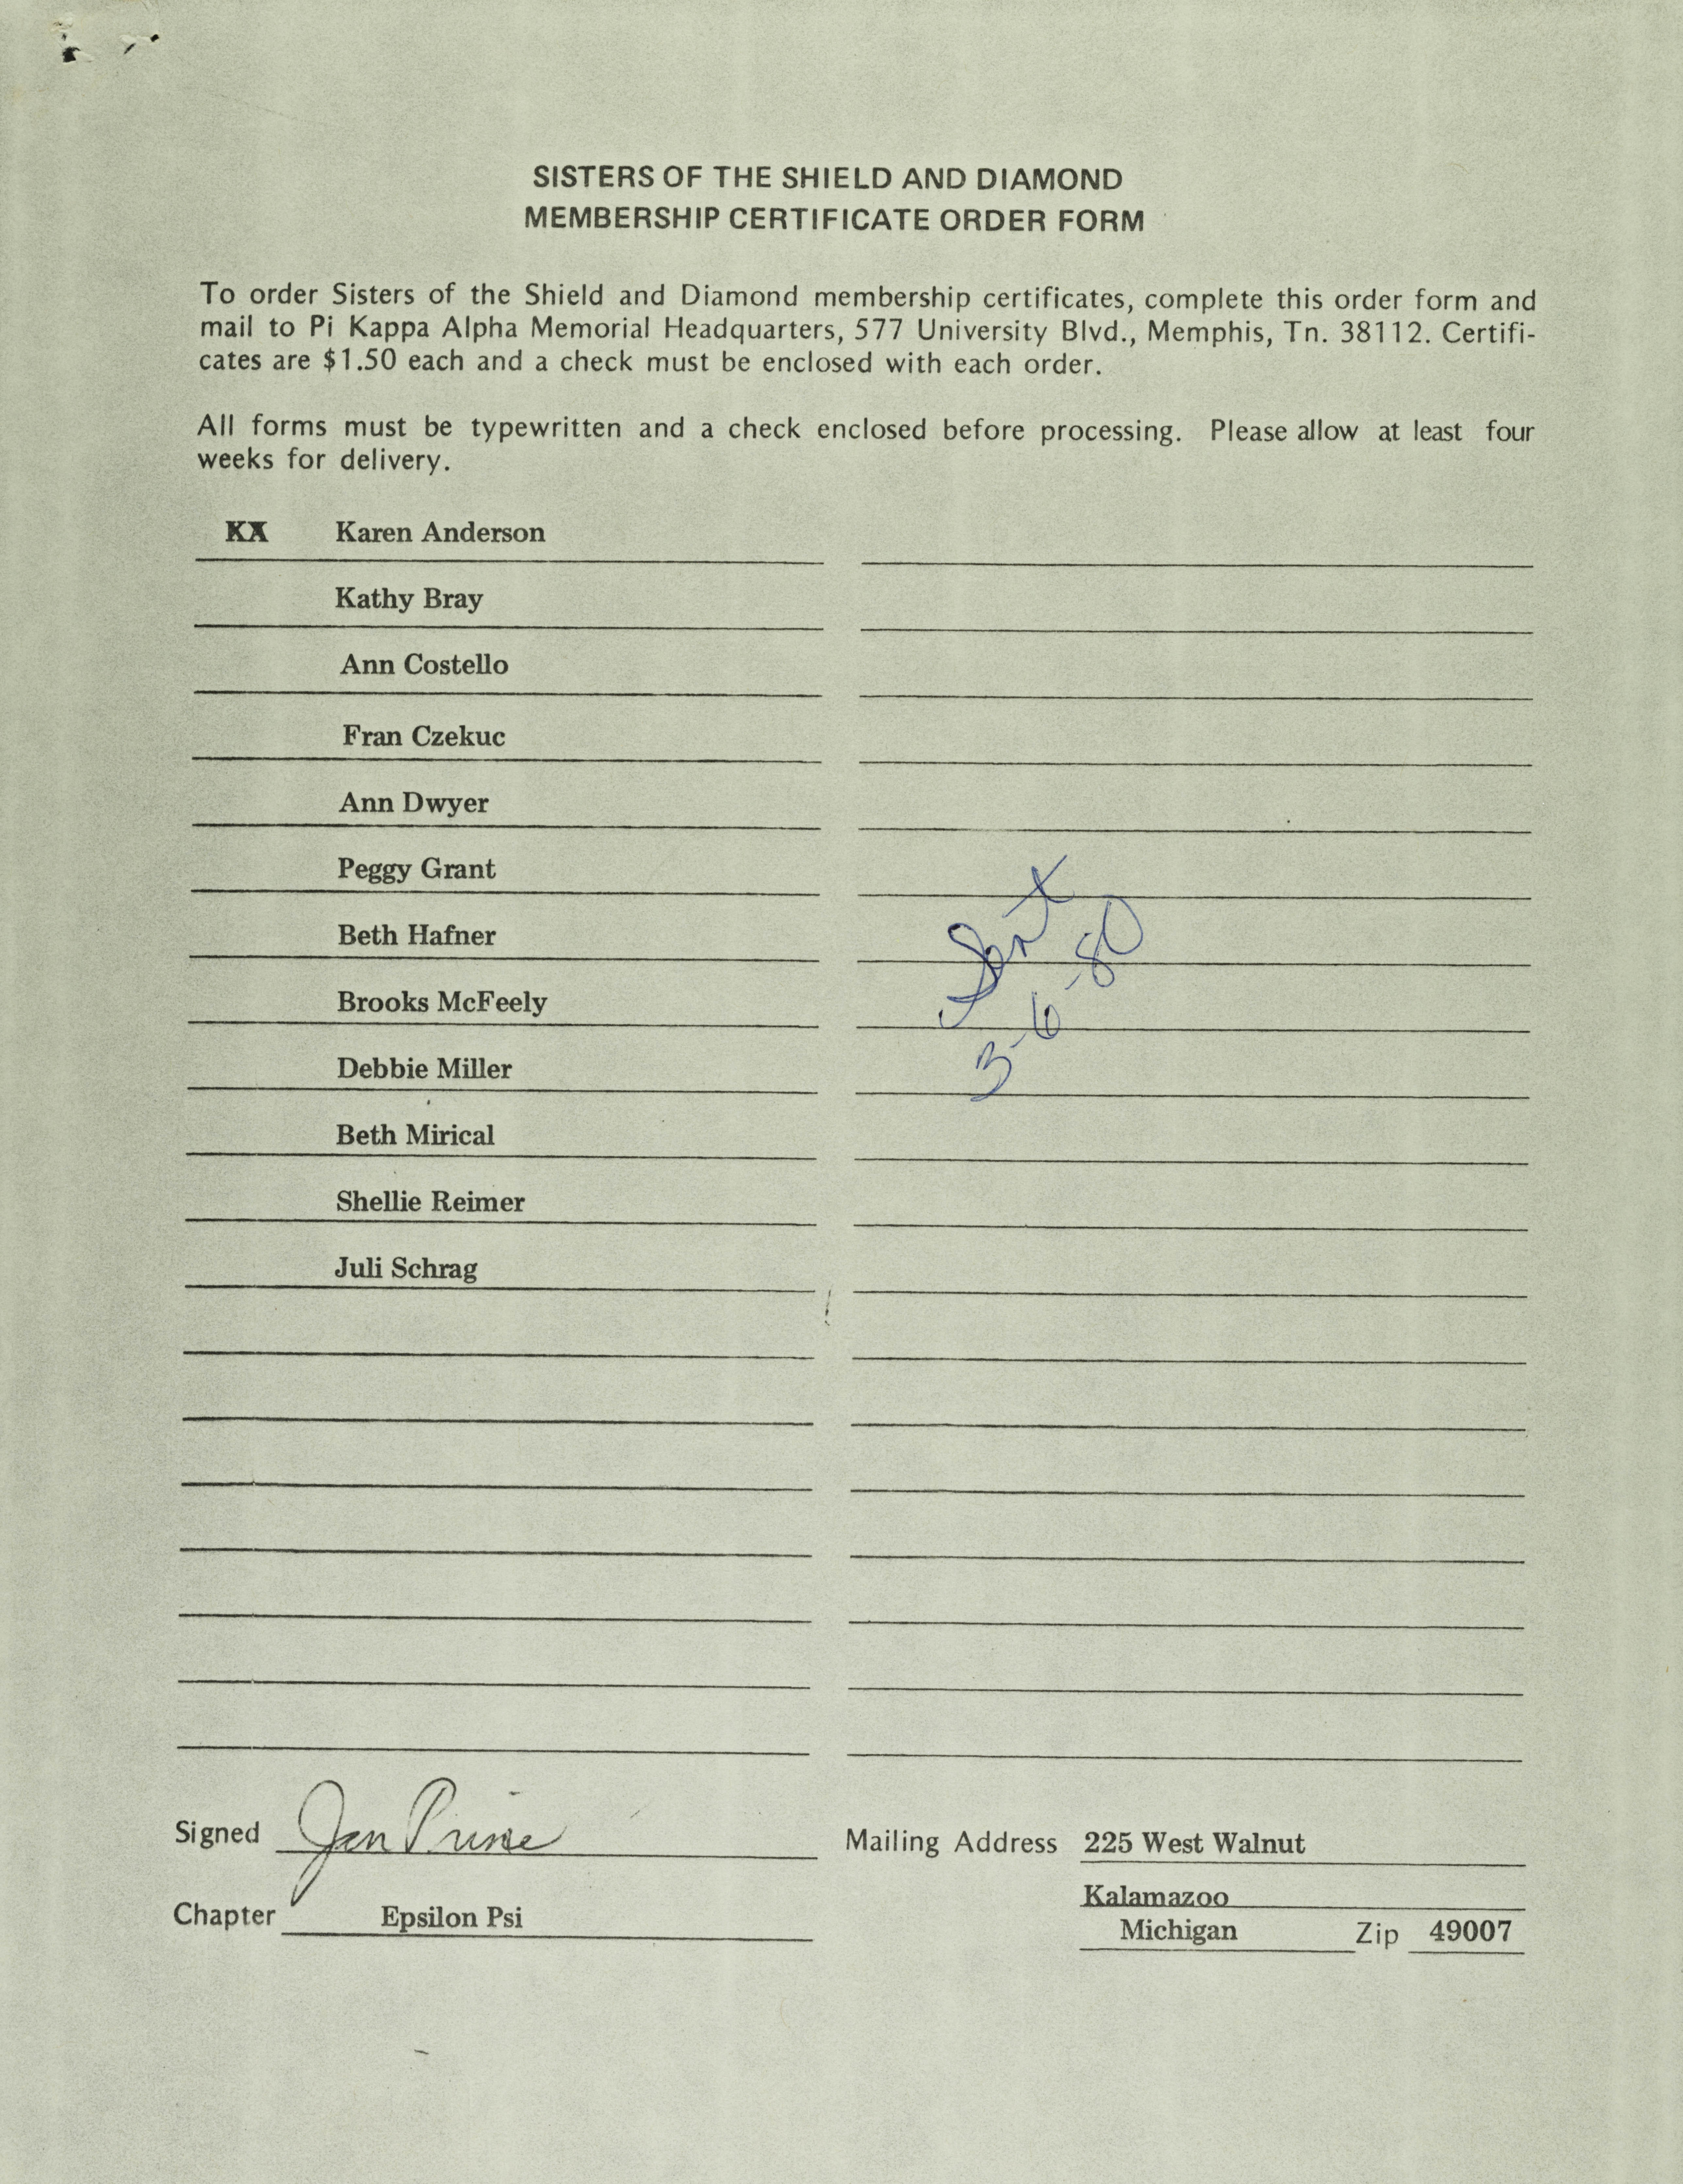 SISTERS OF THE SHIELD AND DIAMOND
MEMBERSHIP CERTIFICATE ORDER FORM
To order Sisters of the Shield and Diamond membership certificates, complete this order form and
mail to Pi Kappa Alpha Memorial Headquarters, 577 University Blvd., Memphis, Tn. 38112. Certifi-
cates are $1.50 each and a check must be enclosed with each order.
All forms must be typewritten and a check enclosed before processing. Please allow at least four
weeks for delivery.
Karen Anderson
Kathy Bray
Ann Costello
Fran Czekuc
Ann Dwyer
Peggy Grant
Beth Hafner
Brooks McFeely
Debbie Miller
Beth Mirical
Shellie Reimer
Juli Schrag
Sent
3-6-80
Signed Jan
Chapter Epsilon Psi
Mailing Address 225 West Walnut
Kalamazoo
Michigan Zip 49007